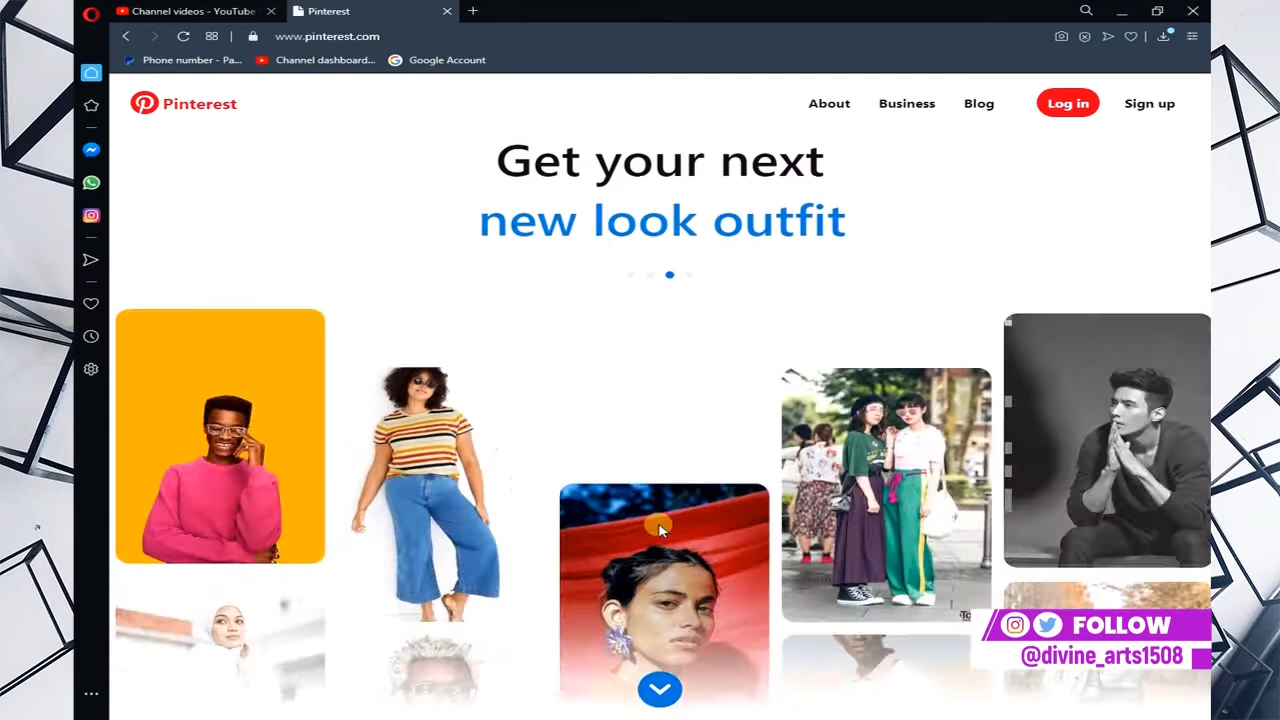 Channel videos - YouTube
Pinterest
www.pinterest.com
Phone number - Pa...
Channel dashboard...
Google Account
Pinterest
About
Business
Blog
Log in
Sign up
Get your next
new look outfit
FOLLOW
@divine_arts1508